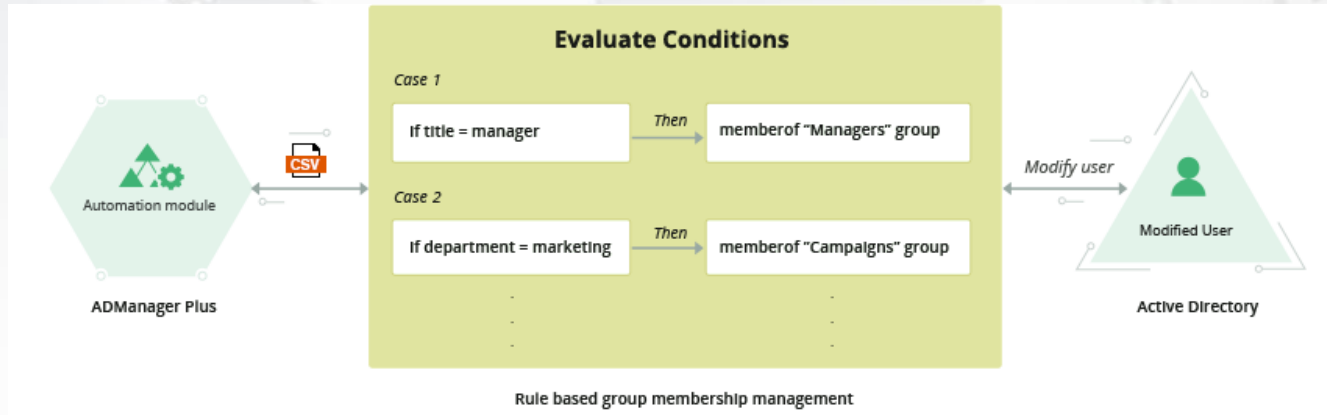 Evaluate Conditions
Case 1
If title = manager
Then
memberof "Managers" group
CSV
Automation module
ADManager Plus
Case 2
If department = marketing
Then
memberof "Campaigns" group
Modify user
Modified User
Active Directory
Rule based group membership management